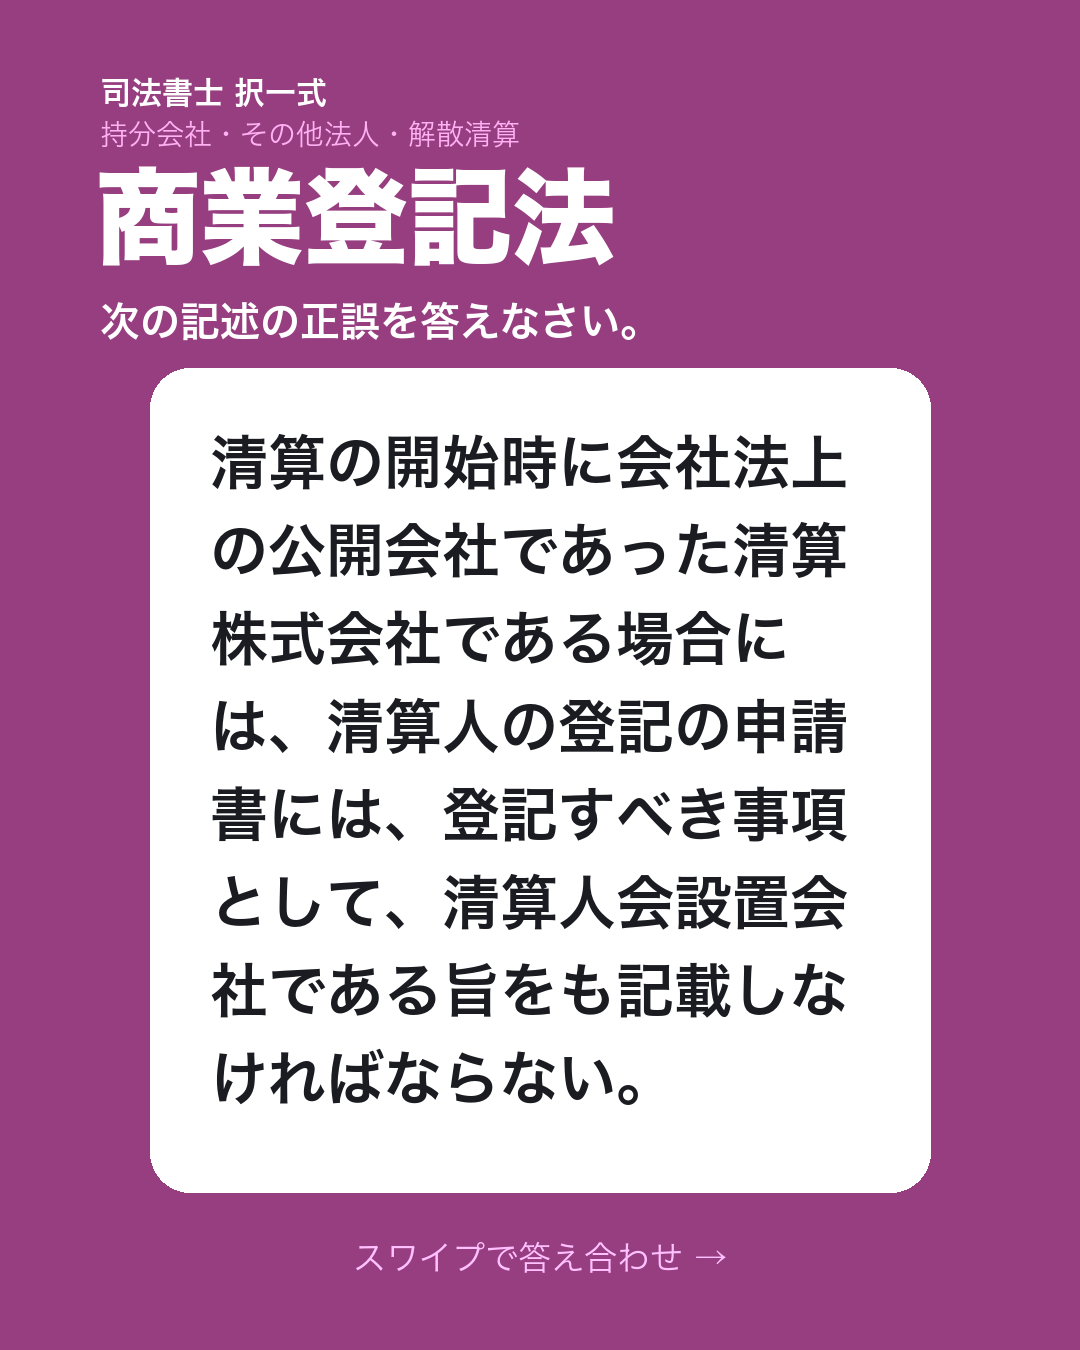 司法書士 択一式
持分会社・その他法人・解散清算
商業登記法
次の記述の正誤を答えなさい。
清算の開始時に会社法上
の公開会社であった清算
株式会社である場合に
は、清算人の登記の申請
書には、登記すべき事項
として、清算人会設置会
社である旨をも記載しな
ければならない。
スワイプで答え合わせ →